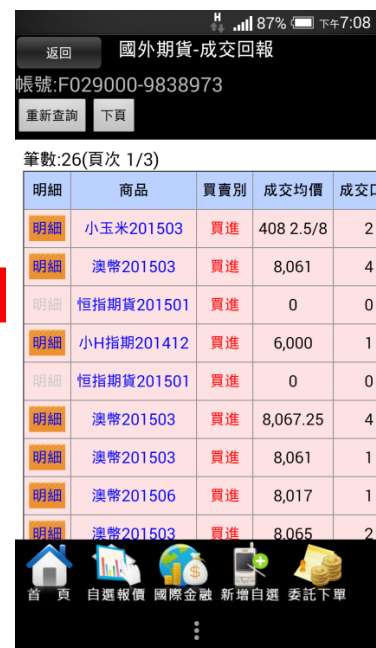 H 87% 下午7:08
返回 國外期貨-成交回報
帳號:F029000-9838973
重新查詢 下頁
筆數:26(頁次 1/3)
明細 商品 買賣別 成交均價 成交口
明細 小玉米201503 買進 408 2.5/8 2
明細 澳幣201503 買進 8,061 4
明細 恒指期貨201501 買進 0 0
明細 小H指期201412 買進 6,000 1
明細 恒指期貨201501 買進 0 0
明細 澳幣201503 買進 8,067.25 4
明細 澳幣201503 買進 8,061 1
明細 澳幣201506 買進 8,017 1
明細 澳幣201503 買進 8,065 2
首頁 自選報價 國際金融 新增自選 委託下單